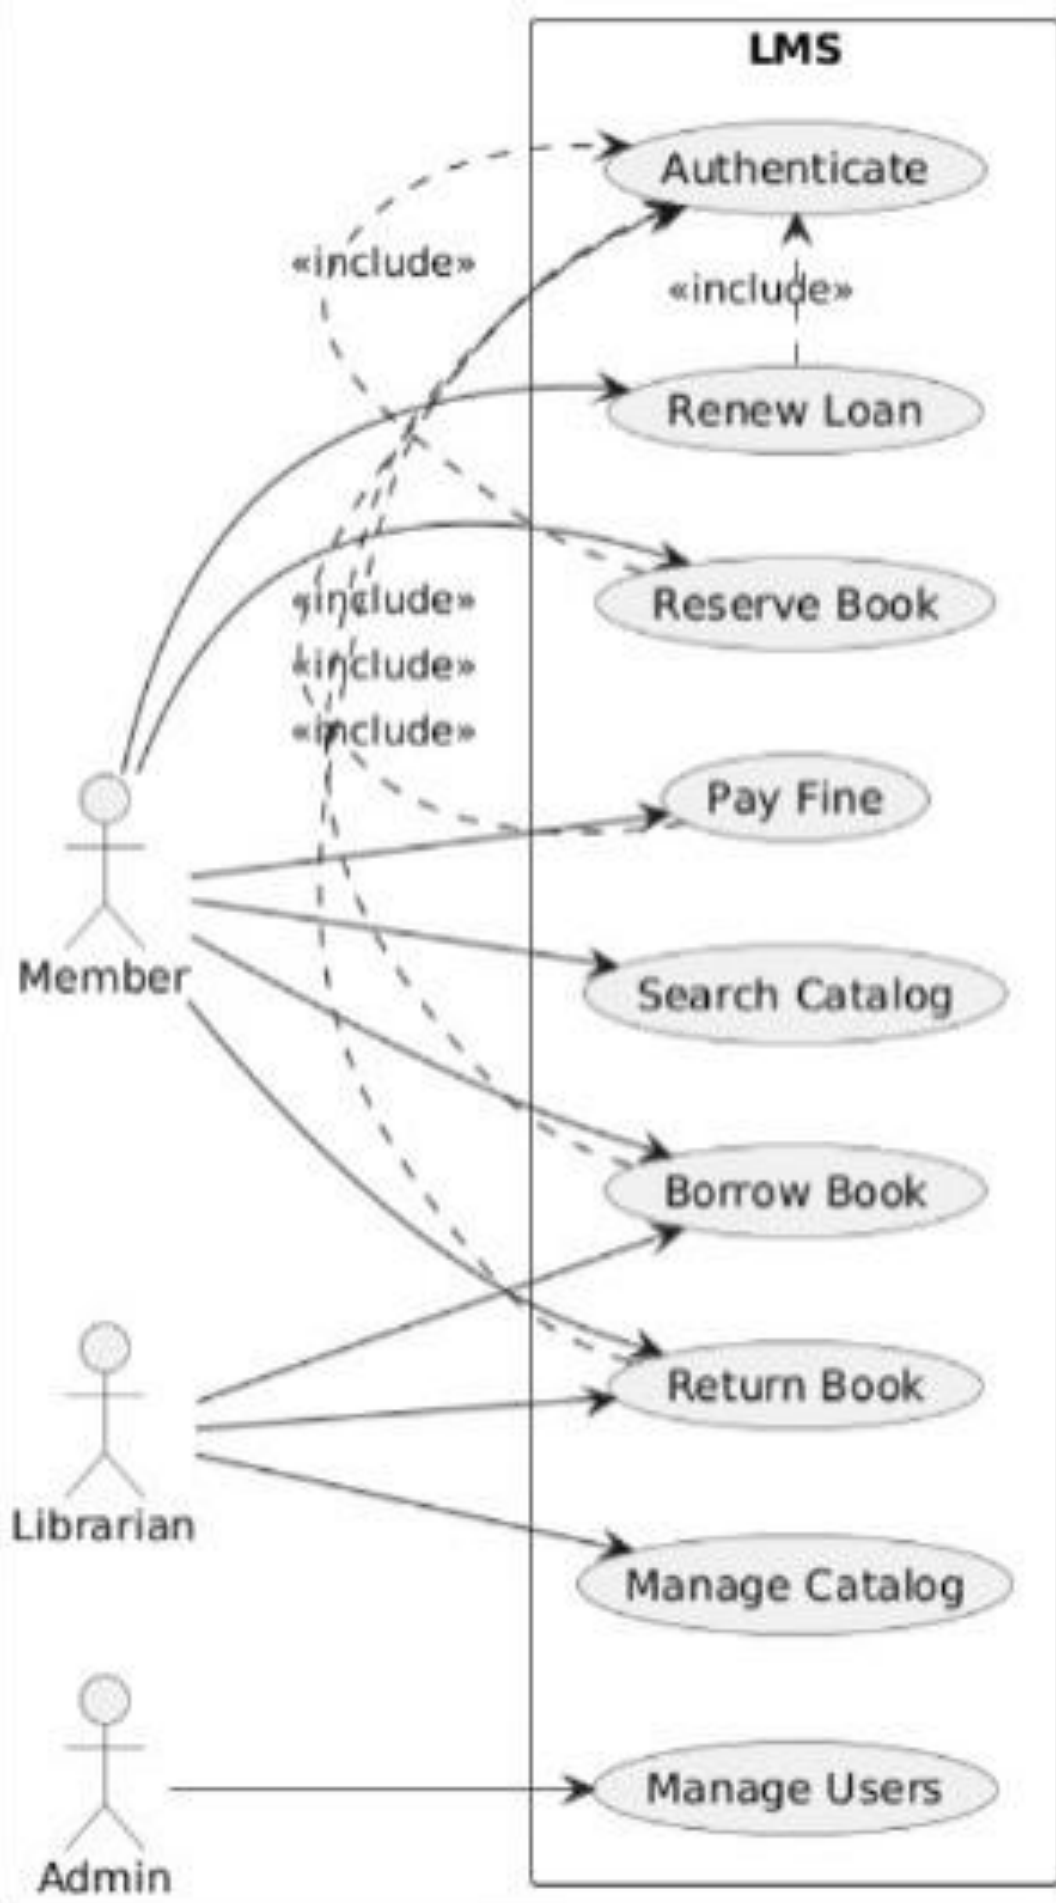 LMS
Authenticate
«include»
«include»
Renew Loan
«include»
Reserve Book
«include»
«include»
Pay Fine
Member
Search Catalog
Borrow Book
Return Book
Librarian
Manage Catalog
Manage Users
Admin